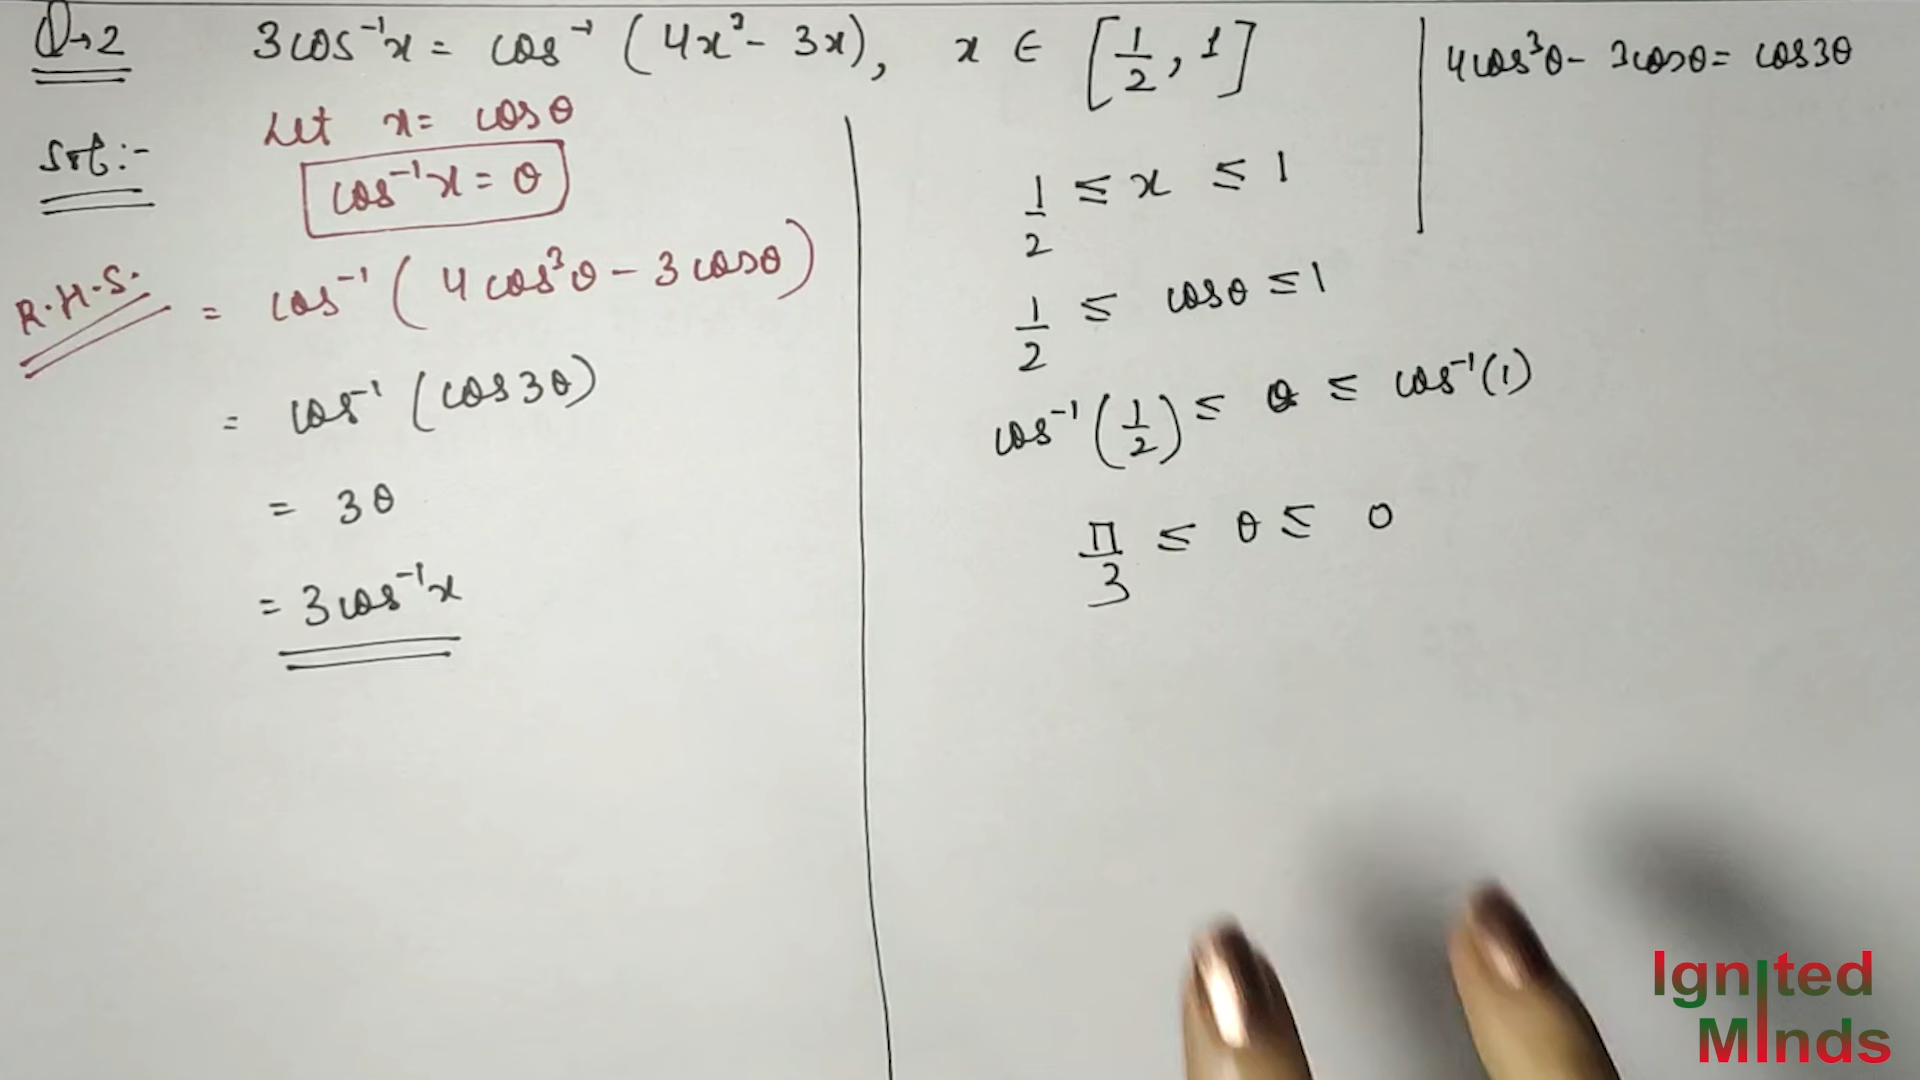 Q→2 3cos⁻¹x = cos⁻¹ (4x³ - 3x), x ∈ [1/2, 1]
Sol:-
Let x = cosθ
cos⁻¹x = θ
R.H.S.
= cos⁻¹ (4cos³θ - 3cosθ)
= cos⁻¹ (cos3θ)
= 3θ
= 3cos⁻¹x
1/2 ≤ x ≤ 1
1/2 ≤ cosθ ≤ 1
cos⁻¹(1/2) ≤ θ ≤ cos⁻¹(1)
π/3 ≤ θ ≤ 0
4cos³θ - 3cosθ = cos3θ
Ignited
Minds